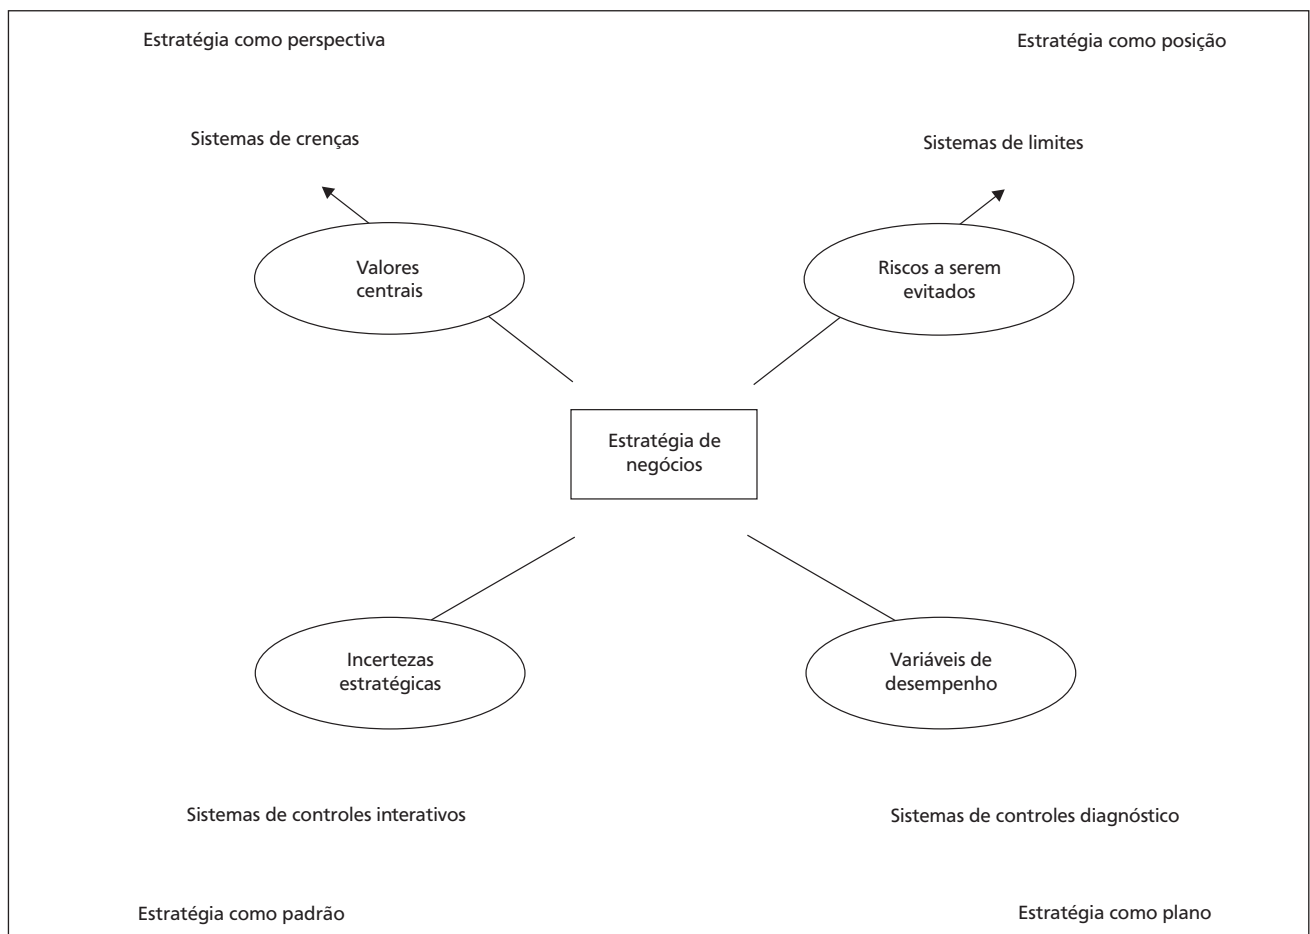 Estratégia como perspectiva
Estratégia como posição
Sistemas de crenças
Sistemas de limites
Valores
centrais
Riscos a serem
evitados
Estratégia de
negócios
Incertezas
estratégicas
Variáveis de
desempenho
Sistemas de controles interativos
Sistemas de controles diagnóstico
Estratégia como padrão
Estratégia como plano